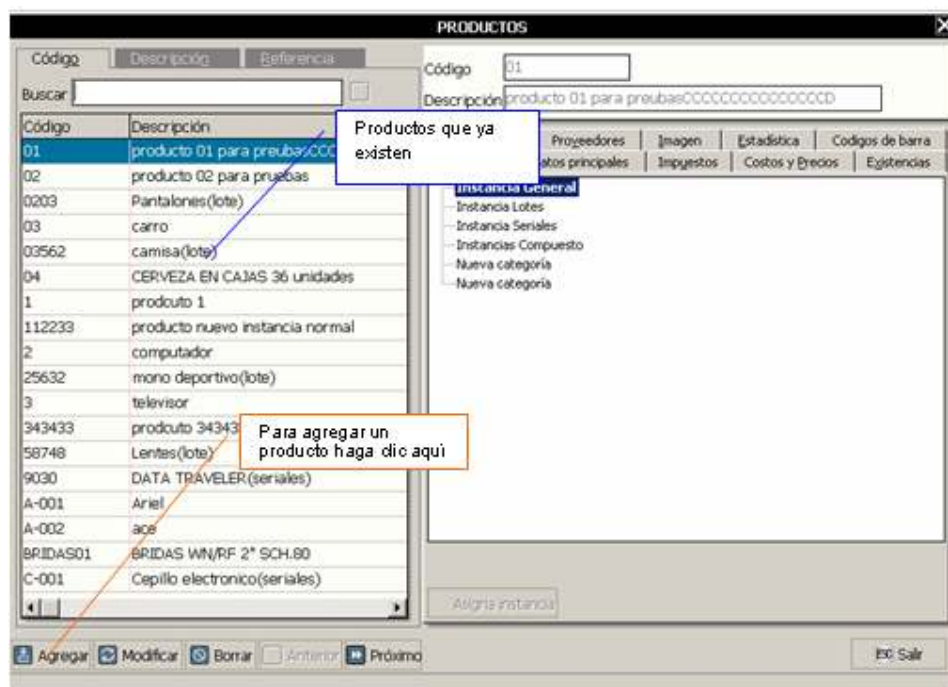 PRODUCTOS
Código Descripción Referencia
Buscar
Código Descripción
01 producto 01 para preubasCCC
02 producto 02 para pruebas
0203 Pantalones(lote)
03 carro
03562 camisa(lote)
04 CERVEZA EN CAJAS 36 unidades
1 prodcuto 1
112233 producto nuevo instancia normal
2 computador
25632 mono deportivo(lote)
3 televisor
343433 prodcuto 34343
58748 Lentes(lote)
9030 DATA TRAVELER(seriales)
A-001 Ariel
A-002 ace
BRIDAS01 BRIDAS WN/RF 2" SCH.80
C-001 Cepillo electronico(seriales)
Productos que ya
existen
Para agregar un
producto haga clic aqui
Agregar Modificar Borrar Anterior Próximo
Código 01
Descripción producto 01 para preubasCCCCCCCCCCCCCCCCD
Proveedores Imagen Estadística Codigos de barra
atos principales Impuestos Costos y Precios Existencias
Instancia General
Instancia Lotes
Instancia Seriales
Instancias Compuesto
Nueva categoría
Nueva categoría
instancia
ESC Salir